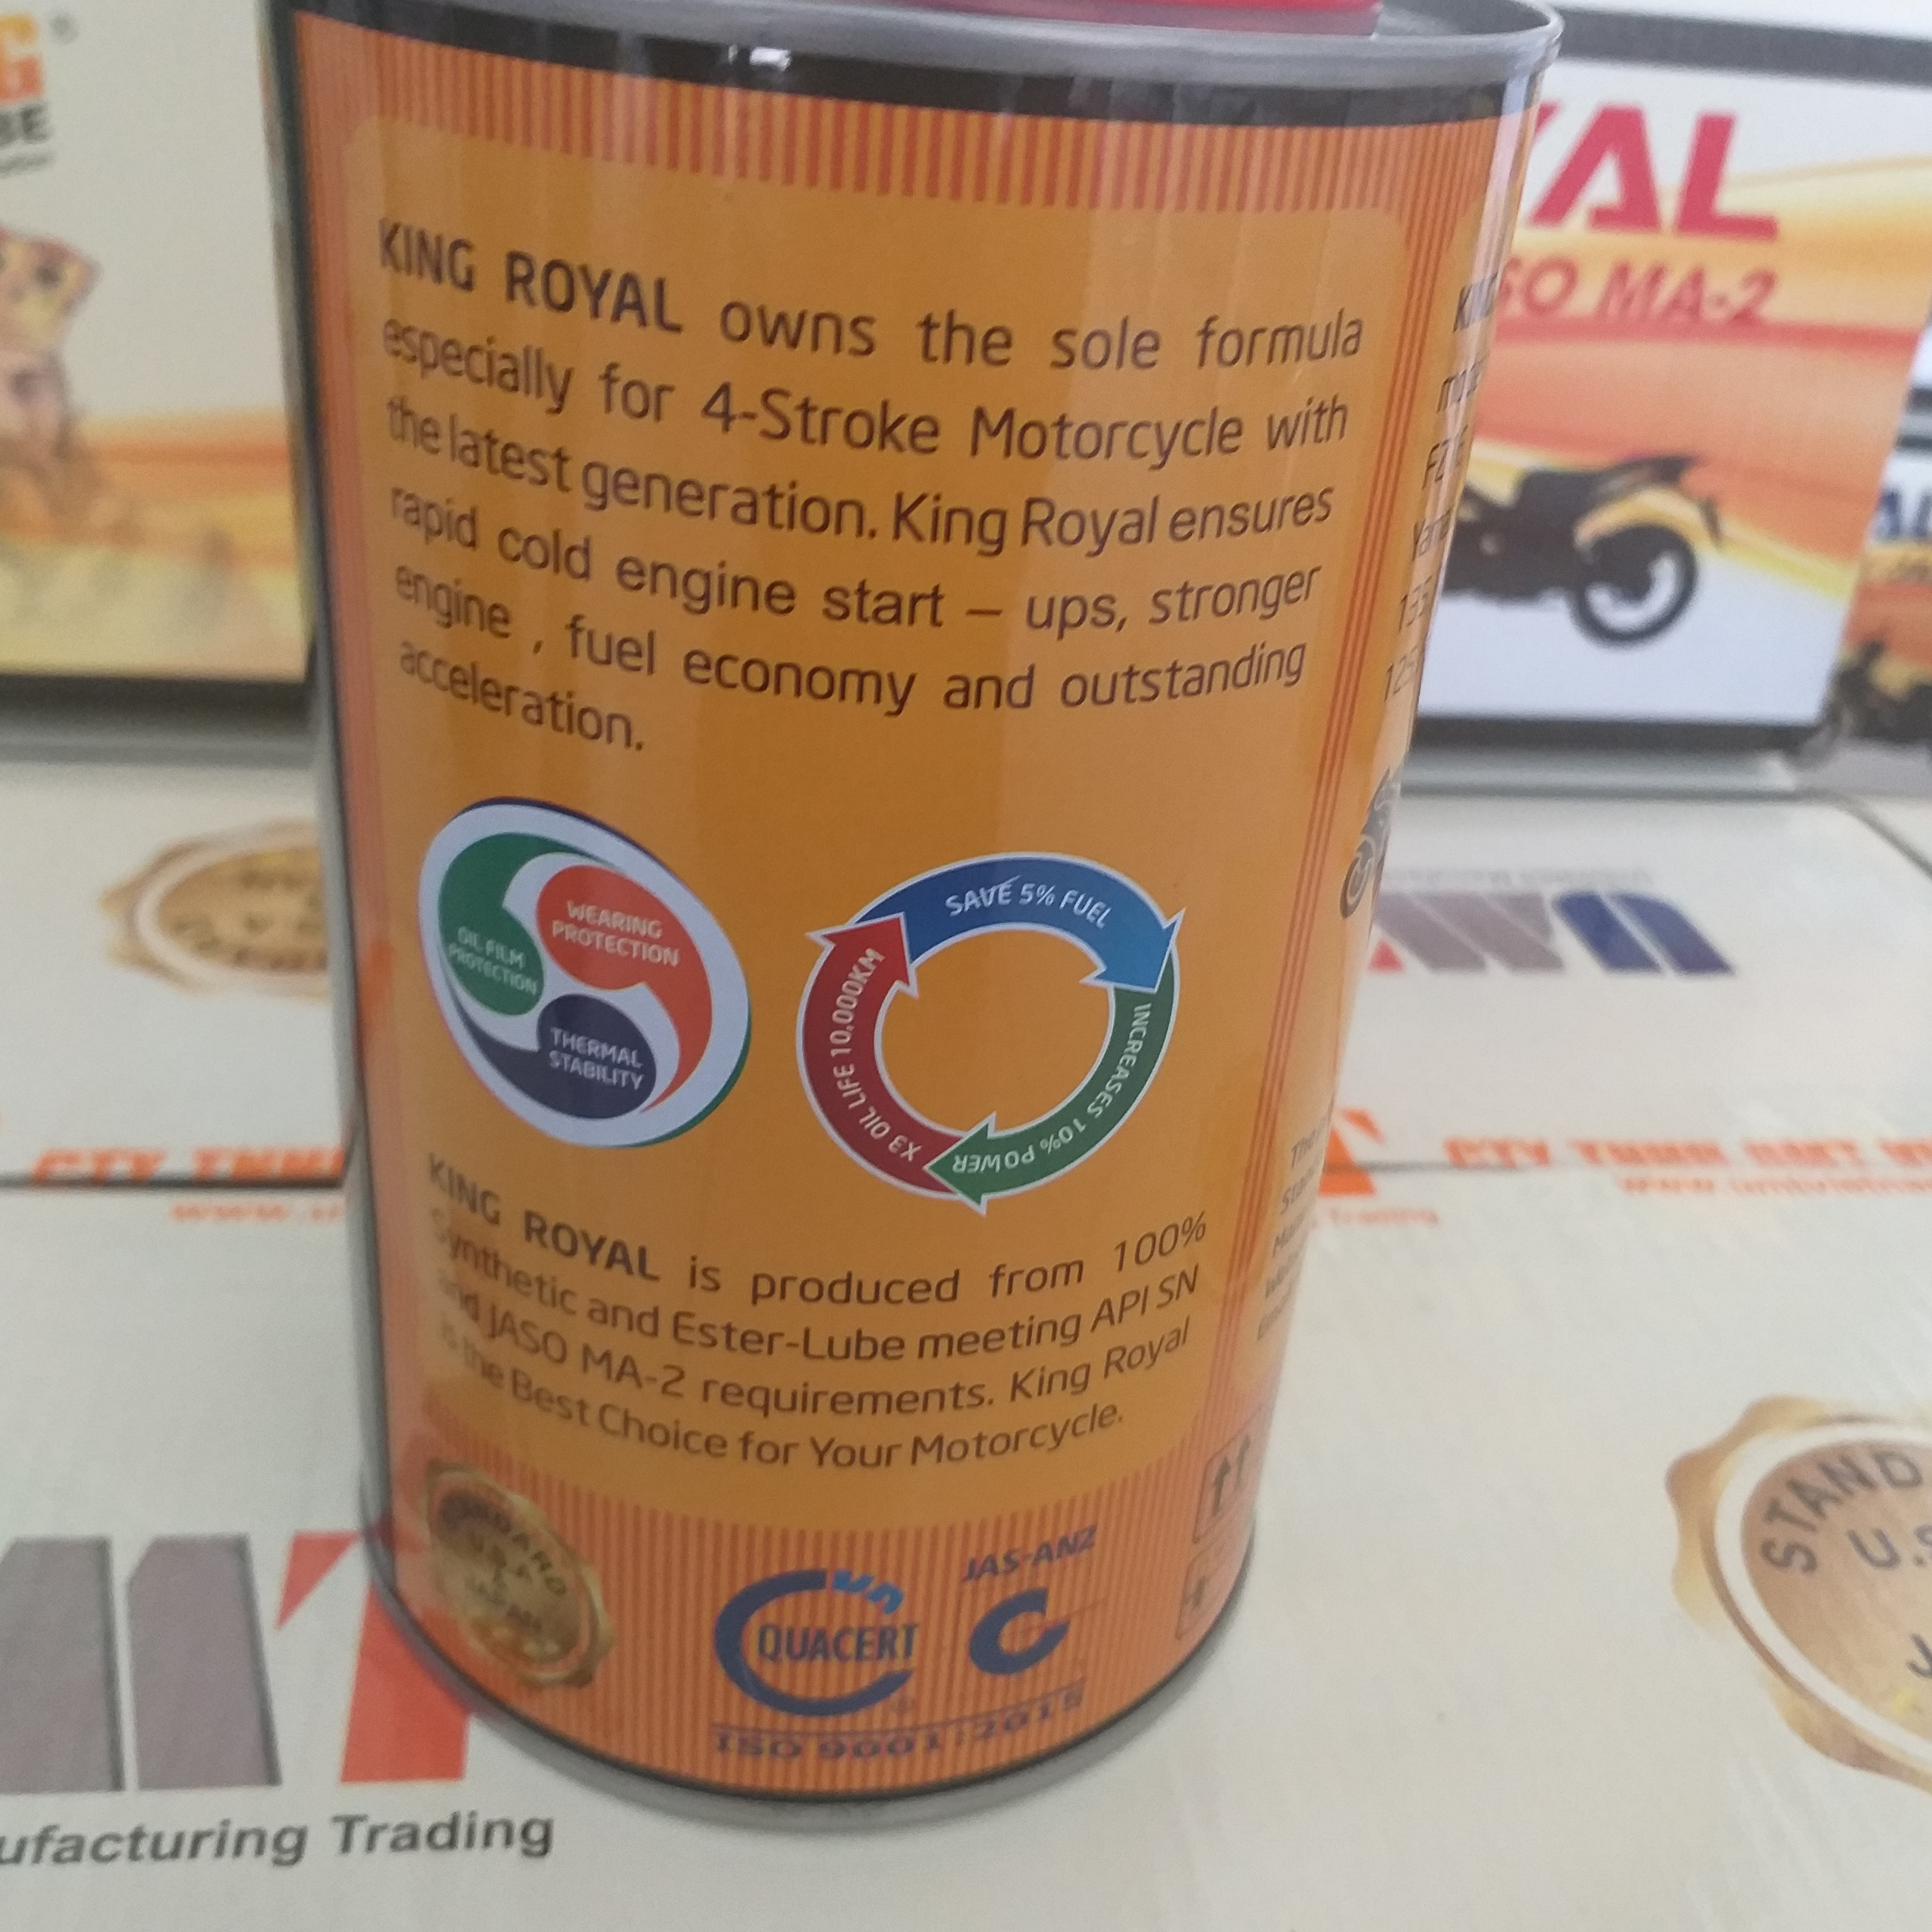 KING ROYAL owns the sole formula
especially for 4-Stroke Motorcycle with
the latest generation. King Royal ensures
rapid cold engine start – ups, stronger
engine , fuel economy and outstanding
acceleration.
OIL FILM
PROTECTION
WEARING
PROTECTION
THERMAL
STABILITY
SAVE 5% FUEL
INCREASES 10% POWER
X3 OIL LIFE 10.000KM
KING ROYAL is produced from 100%
Synthetic and Ester-Lube meeting API SN
and JASO MA-2 requirements. King Royal
is the Best Choice for Your Motorcycle.
QUACERT
JAS-ANZ
ISO 9001:2015
MA-2
Trading
STAND
Trading